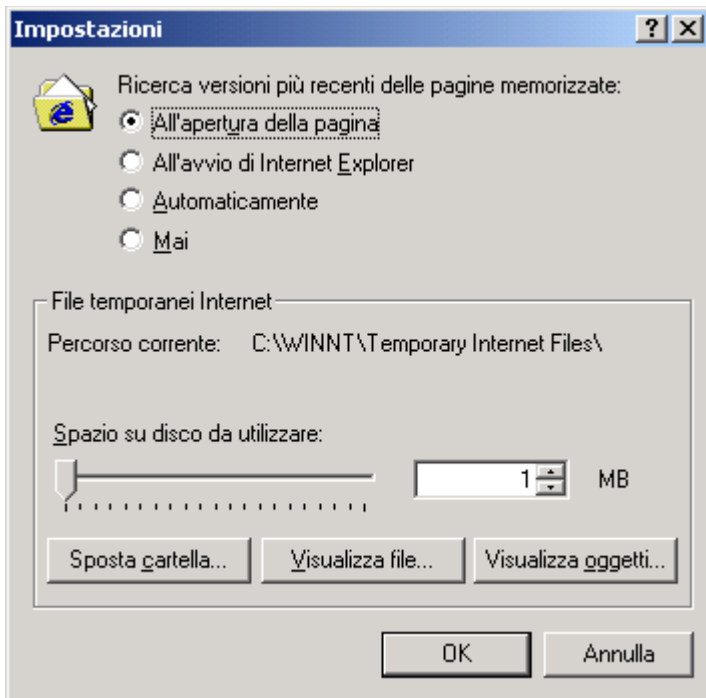 Impostazioni
Ricerca versioni più recenti delle pagine memorizzate:
All'apertura della pagina
All'avvio di Internet Explorer
Automaticamente
Mai
File temporanei Internet
Percorso corrente: C:\WINNT\Temporary Internet Files\
Spazio su disco da utilizzare:
1 MB
Sposta cartella... Visualizza file... Visualizza oggetti...
OK Annulla